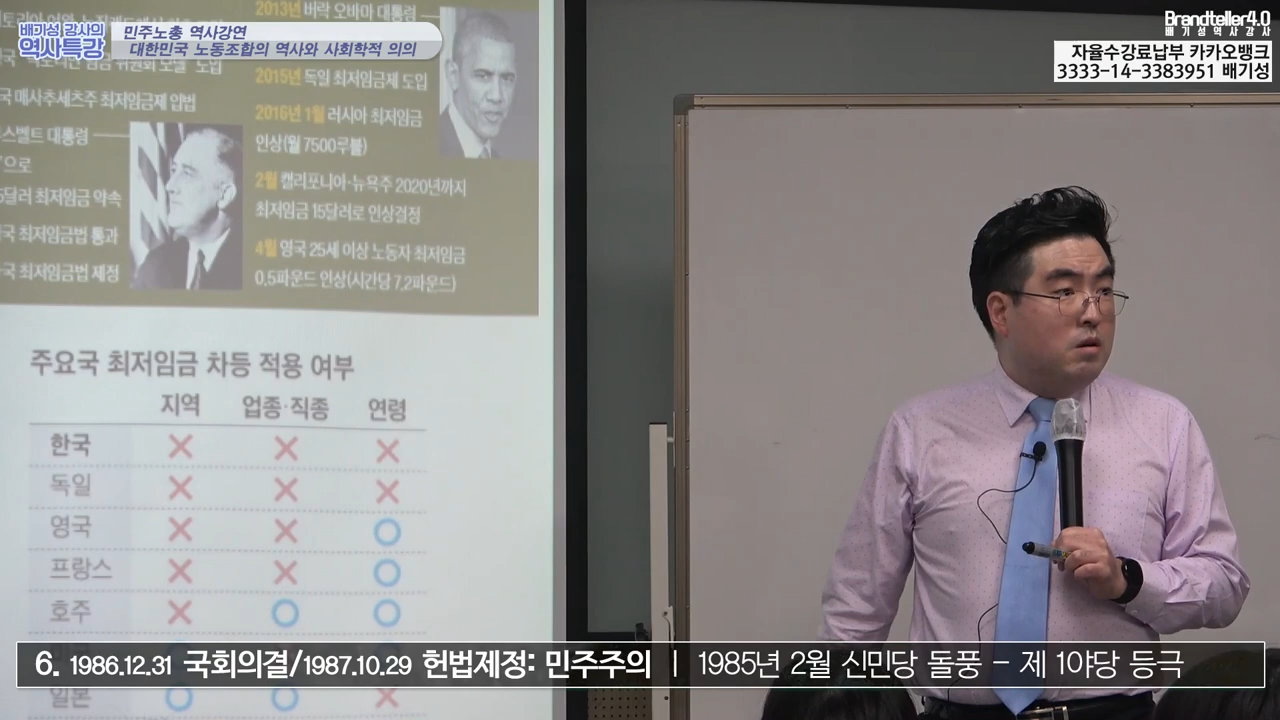 배기성 강사의
역사특강
민주노총 역사강연
대한민국 노동조합의 역사와 사회학적 의의
Brandteller4.0
배기성역사강사
자율수강료납부 카카오뱅크
3333-14-3383951 배기성
도입
국 매사추세츠주 최저임금제 입법
스벨트 대통령
으로
달러 최저임금 약속
국 최저임금법 통과
국 최저임금법 제정
2013년 버락 오바마 대통령
2015년 독일 최저임금제 도입
2016년 1월 러시아 최저임금
인상(월 7500루블)
2월 캘리포니아·뉴욕주 2020년까지
최저임금 15달러로 인상결정
4월 영국 25세 이상 노동자 최저임금
0.5파운드 인상(시간당 7.2파운드)
주요국 최저임금 차등 적용 여부
지역 업종·직종 연령
한국 X X X
독일 X X X
영국 X X O
프랑스 X X O
호주 X O O
일본 O O X
6. 1986.12.31 국회의결/1987.10.29 헌법제정: 민주주의 | 1985년 2월 신민당 돌풍 - 제 1야당 등극